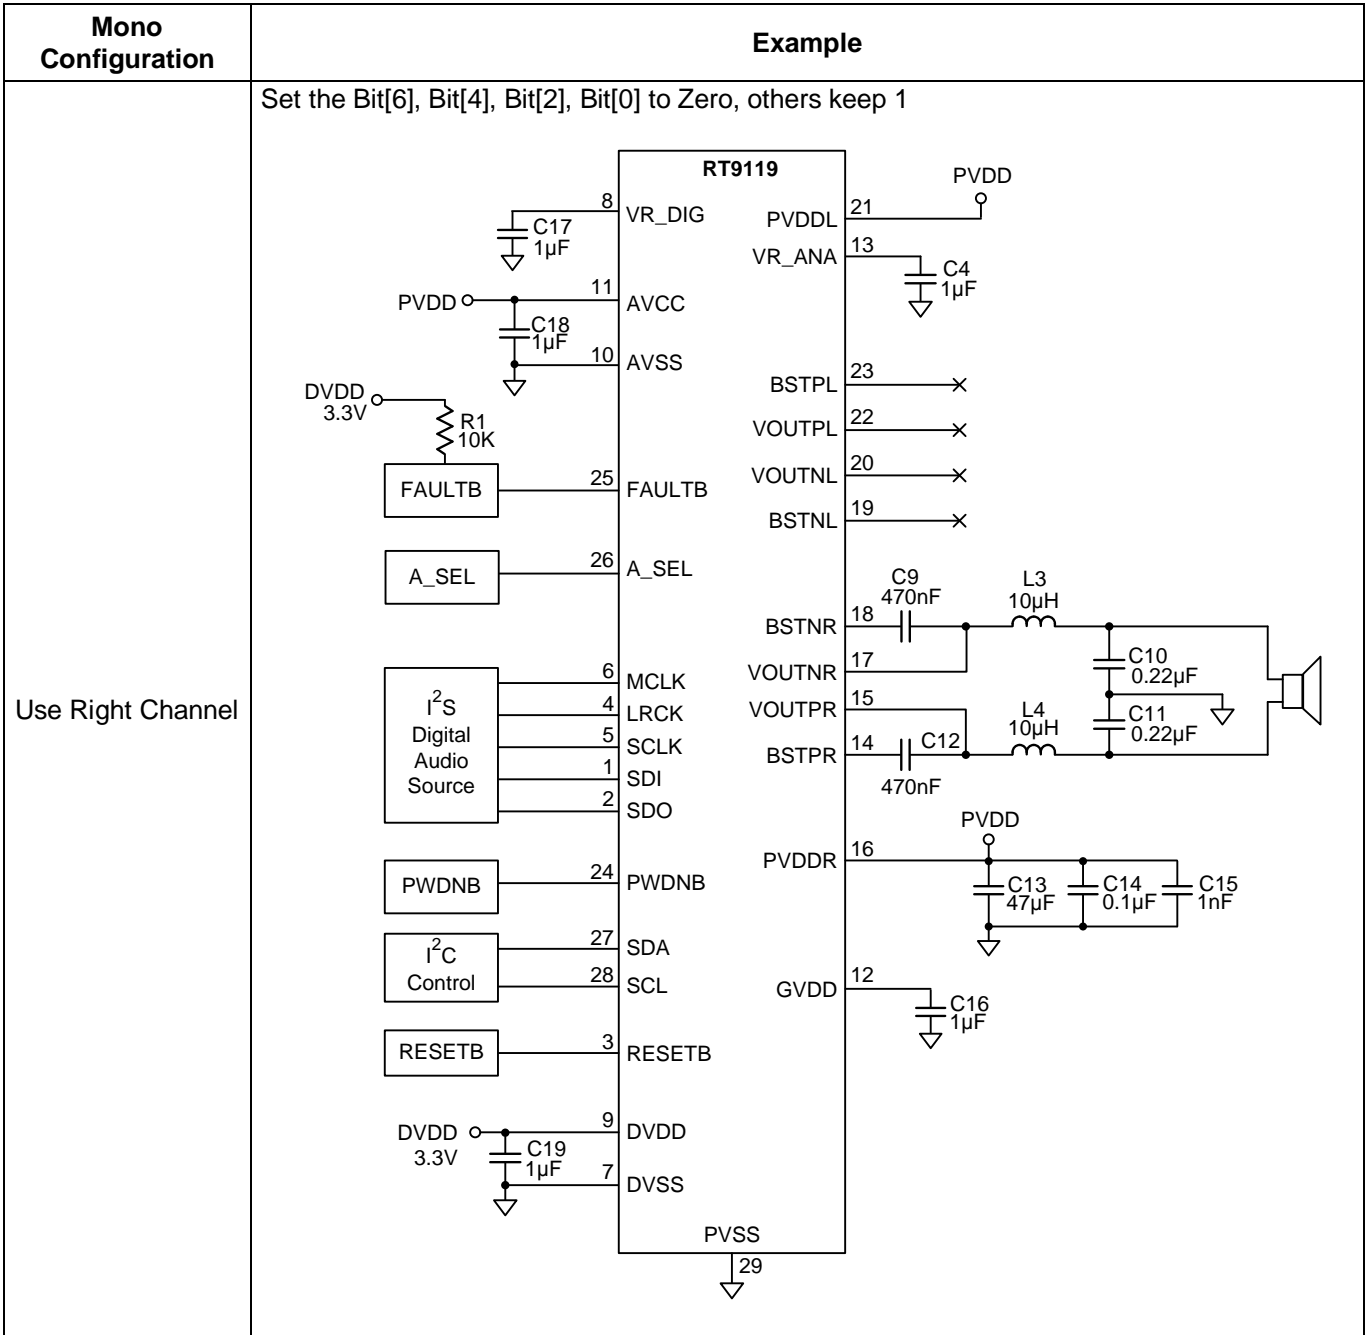 Mono
Configuration
Example
Set the Bit[6], Bit[4], Bit[2], Bit[0] to Zero, others keep 1
Use Right Channel
RT9119
8
VR_DIG
C17
1µF
PVDD
11
AVCC
C18
1µF
10
AVSS
DVDD
3.3V
R1
10K
FAULTB
25
FAULTB
A_SEL
26
A_SEL
I²S
Digital
Audio
Source
6
MCLK
4
LRCK
5
SCLK
1
SDI
2
SDO
PWDNB
24
PWDNB
I²C
Control
27
SDA
28
SCL
RESETB
3
RESETB
DVDD
3.3V
9
DVDD
C19
1µF
7
DVSS
PVSS
29
PVDD
PVDDL
21
VR_ANA
13
C4
1µF
BSTPL
23
VOUTPL
22
VOUTNL
20
BSTNL
19
C9
470nF
L3
10µH
BSTNR
18
VOUTNR
17
C10
0.22µF
VOUTPR
15
L4
10µH
C11
0.22µF
BSTPR
14
C12
470nF
PVDD
PVDDR
16
C13
47µF
C14
0.1µF
C15
1nF
GVDD
12
C16
1µF